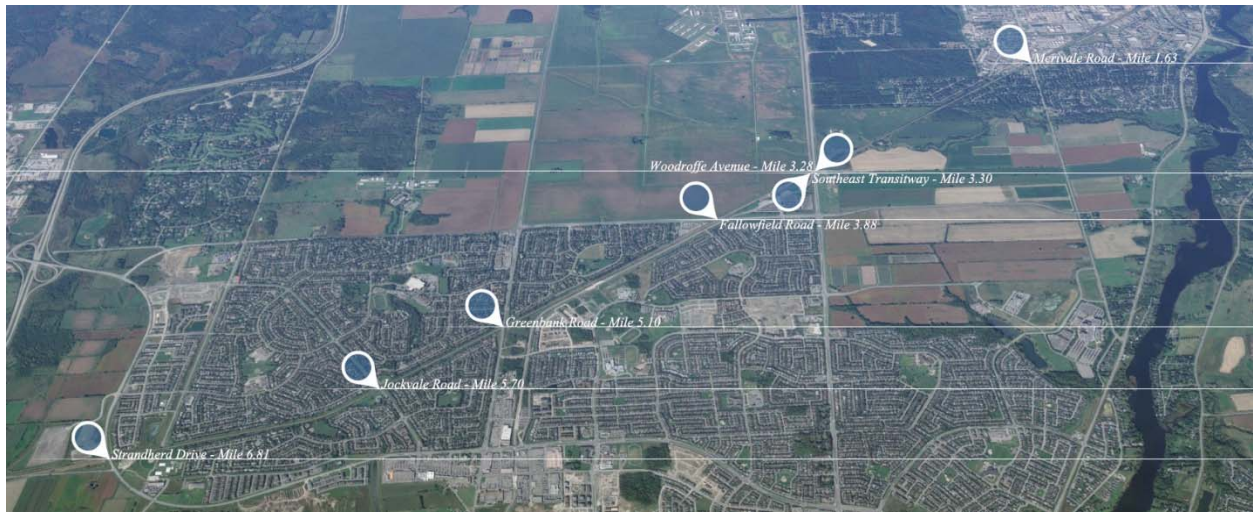 Merivale Road - Mile 1.63
Woodroffe Avenue - Mile 3.28
Southeast Transitway - Mile 3.30
Fallowfield Road - Mile 3.88
Greenbank Road - Mile 5.10
Jockvale Road - Mile 5.70
Strandherd Drive - Mile 6.81